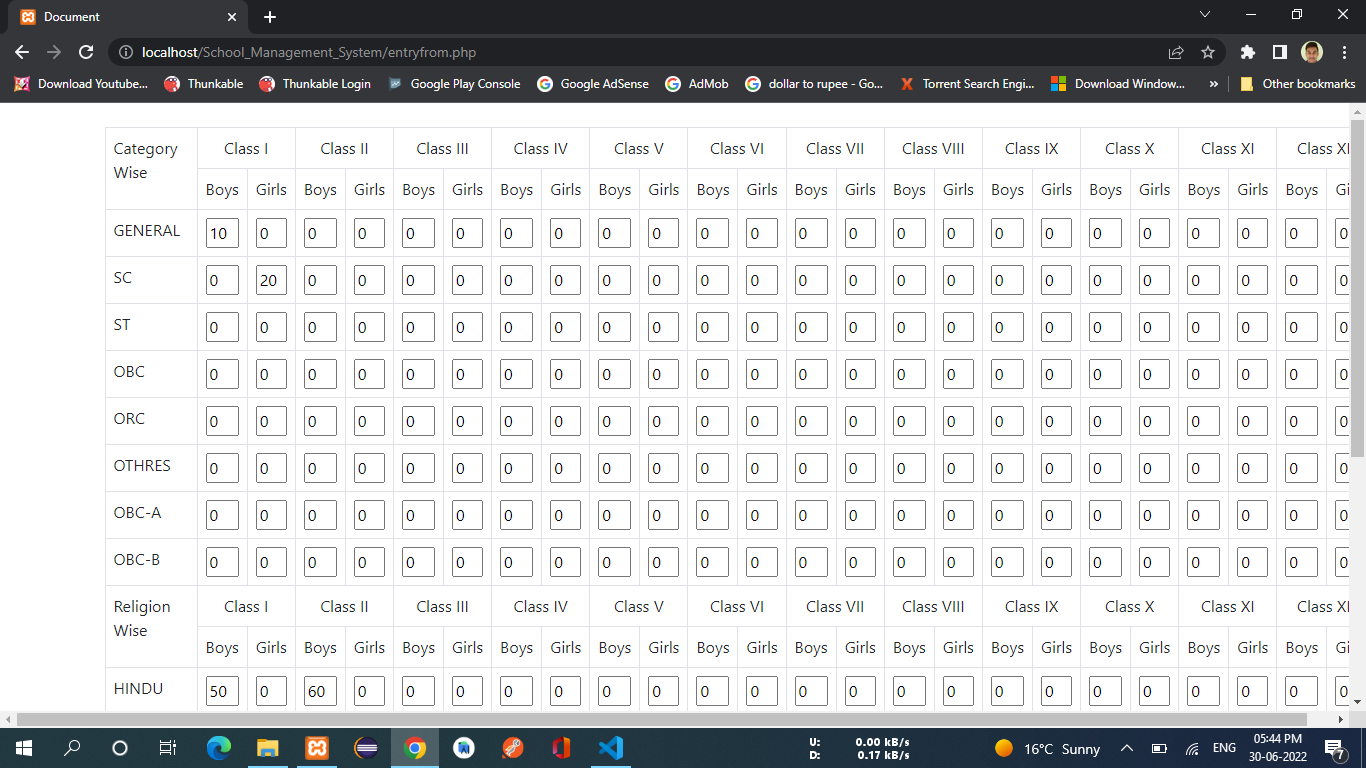 Document
localhost/School_Management_System/entryfrom.php
Download Youtube... Thunkable Thunkable Login Google Play Console Google AdSense AdMob dollar to rupee - Go... Torrent Search Engi... Download Window... » Other bookmarks
Category Wise Class I Class II Class III Class IV Class V Class VI Class VII Class VIII Class IX Class X Class XI Class XI
Boys Girls Boys Girls Boys Girls Boys Girls Boys Girls Boys Girls Boys Girls Boys Girls Boys Girls Boys Girls Boys Girls Boys Gi
GENERAL 10 0 0 0 0 0 0 0 0 0 0 0 0 0 0 0 0 0 0 0 0 0 0 0
SC 0 20 0 0 0 0 0 0 0 0 0 0 0 0 0 0 0 0 0 0 0 0 0 0
ST 0 0 0 0 0 0 0 0 0 0 0 0 0 0 0 0 0 0 0 0 0 0 0 0
OBC 0 0 0 0 0 0 0 0 0 0 0 0 0 0 0 0 0 0 0 0 0 0 0 0
ORC 0 0 0 0 0 0 0 0 0 0 0 0 0 0 0 0 0 0 0 0 0 0 0 0
OTHRES 0 0 0 0 0 0 0 0 0 0 0 0 0 0 0 0 0 0 0 0 0 0 0 0
OBC-A 0 0 0 0 0 0 0 0 0 0 0 0 0 0 0 0 0 0 0 0 0 0 0 0
OBC-B 0 0 0 0 0 0 0 0 0 0 0 0 0 0 0 0 0 0 0 0 0 0 0 0
Religion Wise Class I Class II Class III Class IV Class V Class VI Class VII Class VIII Class IX Class X Class XI Class XI
Boys Girls Boys Girls Boys Girls Boys Girls Boys Girls Boys Girls Boys Girls Boys Girls Boys Girls Boys Girls Boys Girls Boys Gi
HINDU 50 0 60 0 0 0 0 0 0 0 0 0 0 0 0 0 0 0 0 0 0 0 0 0
U: 0.00 kB/s
D: 0.17 kB/s
16°C Sunny
ENG
05:44 PM
30-06-2022
7